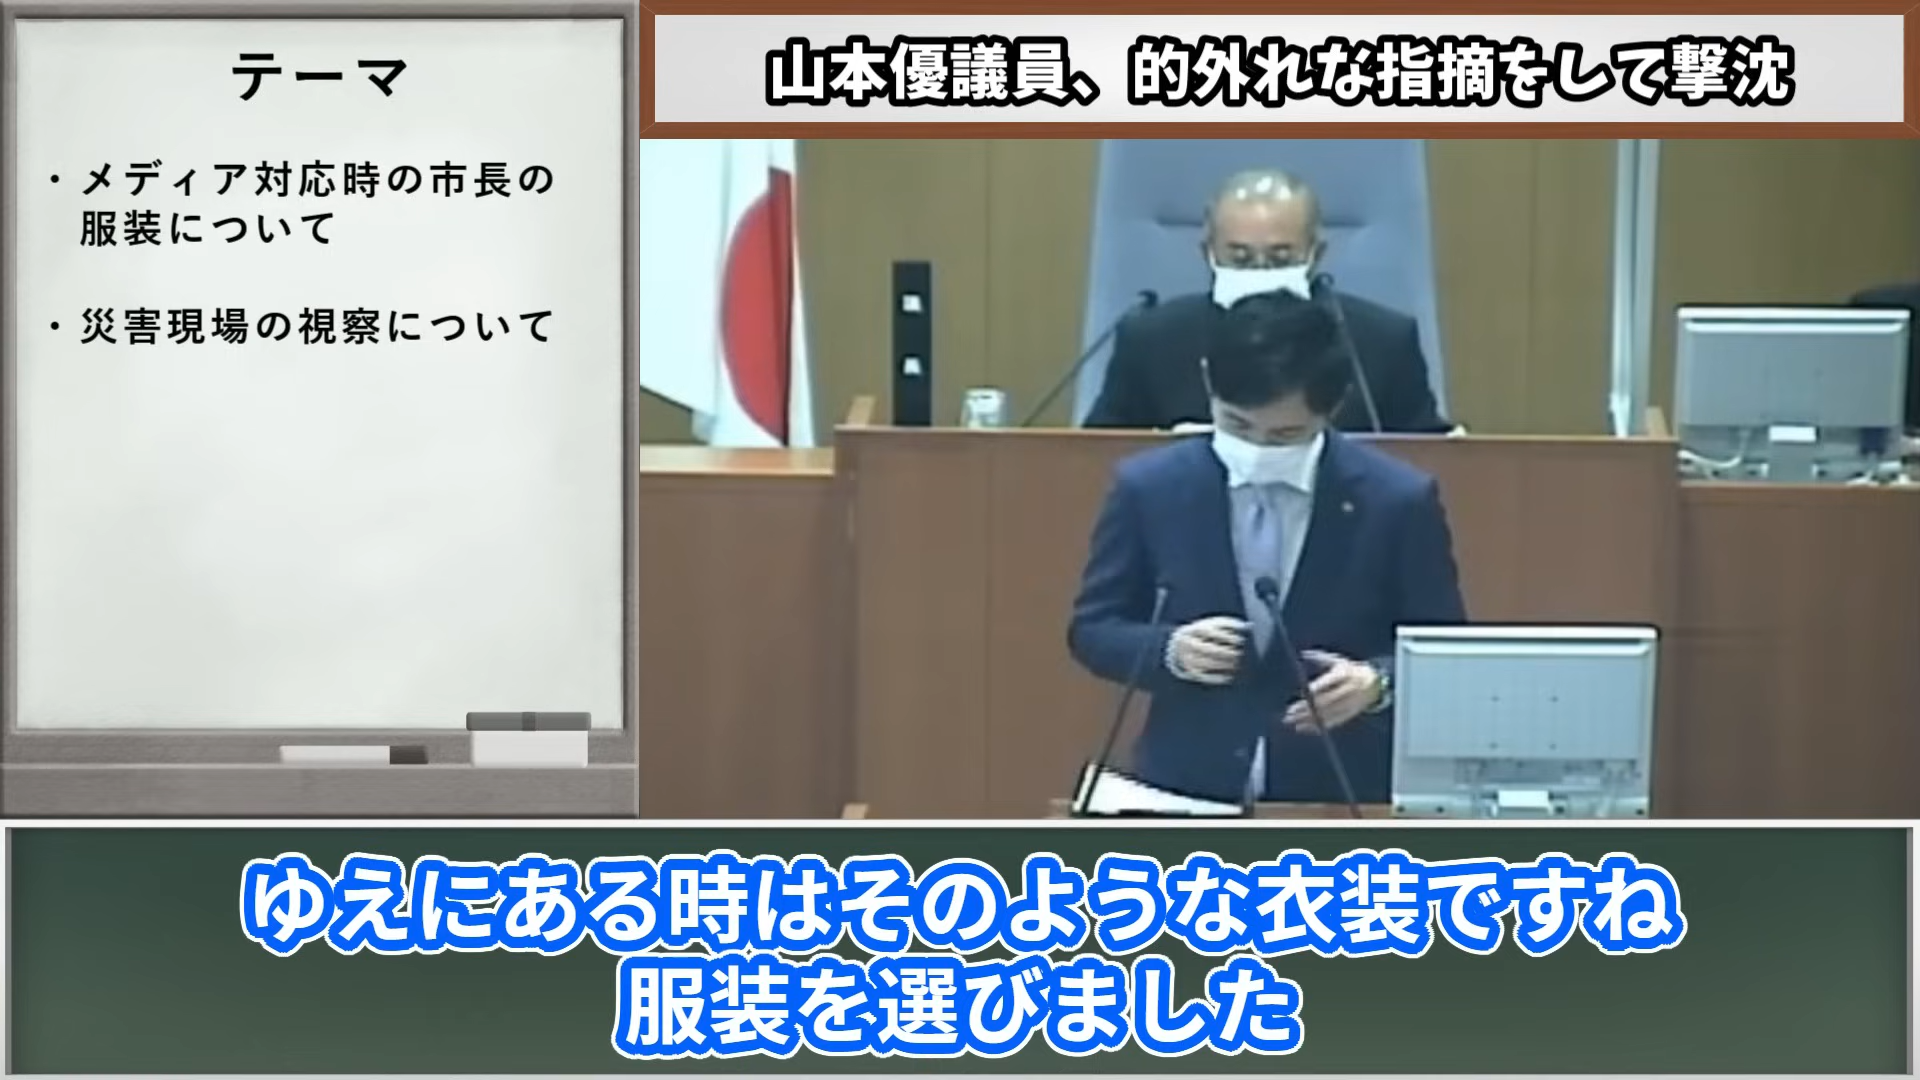 テーマ
・メディア対応時の市長の
服装について
・災害現場の視察について
山本優議員、的外れな指摘をして撃沈
ゆえにある時はそのような衣装ですね
服装を選びました